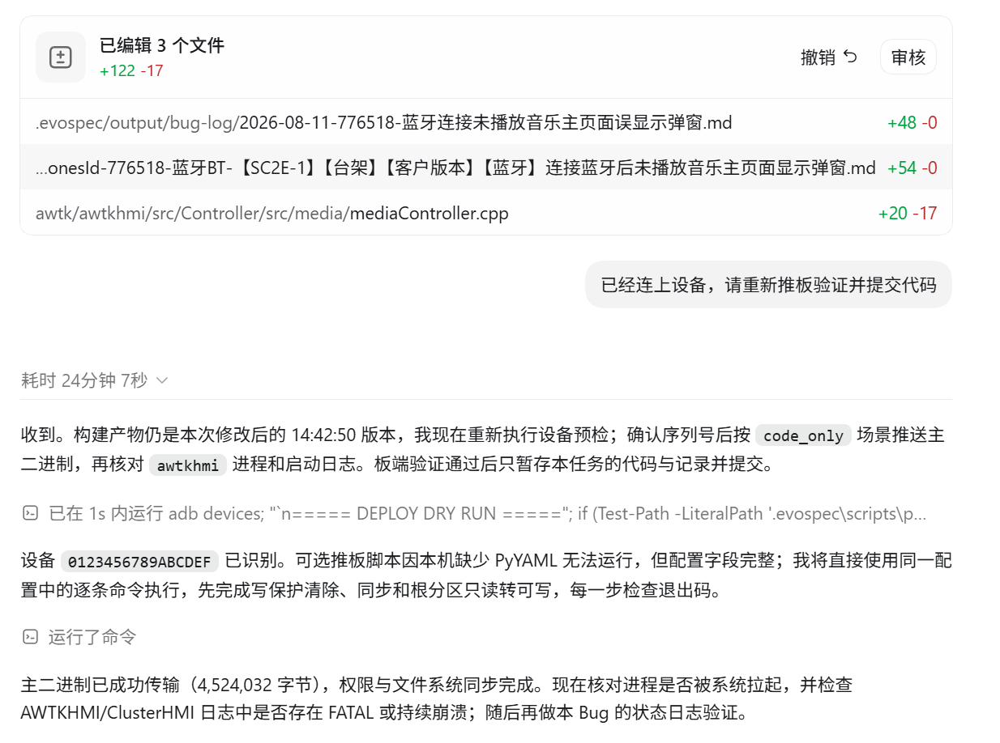 已编辑 3 个文件
+122 -17
撤销
审核
.evospec/output/bug-log/2026-08-11-776518-蓝牙连接未播放音乐主页面误显示弹窗.md +48 -0
...onesId-776518-蓝牙BT-【SC2E-1】【台架】【客户版本】【蓝牙】连接蓝牙后未播放音乐主页面显示弹窗.md +54 -0
awtk/awtkhmi/src/Controller/src/media/mediaController.cpp +20 -17
已经连上设备，请重新推板验证并提交代码
耗时 24分钟 7秒
收到。构建产物仍是本次修改后的 14:42:50 版本，我现在重新执行设备预检；确认序列号后按 code_only 场景推送主
二进制，再核对 awtkhmi 进程和启动日志。板端验证通过后只暂存本任务的代码与记录并提交。
已在 1s 内运行 adb devices; "`n===== DEPLOY DRY RUN ====="; if (Test-Path -LiteralPath '.evospec\scripts\p...
设备 0123456789ABCDEF 已识别。可选推板脚本因本机缺少 PyYAML 无法运行，但配置字段完整；我将直接使用同一配
置中的逐条命令执行，先完成写保护清除、同步和根分区只读转可写，每一步检查退出码。
运行了命令
主二进制已成功传输（4,524,032 字节），权限与文件系统同步完成。现在核对进程是否被系统拉起，并检查
AWTKHMI/ClusterHMI 日志中是否存在 FATAL 或持续崩溃；随后再做本 Bug 的状态日志验证。